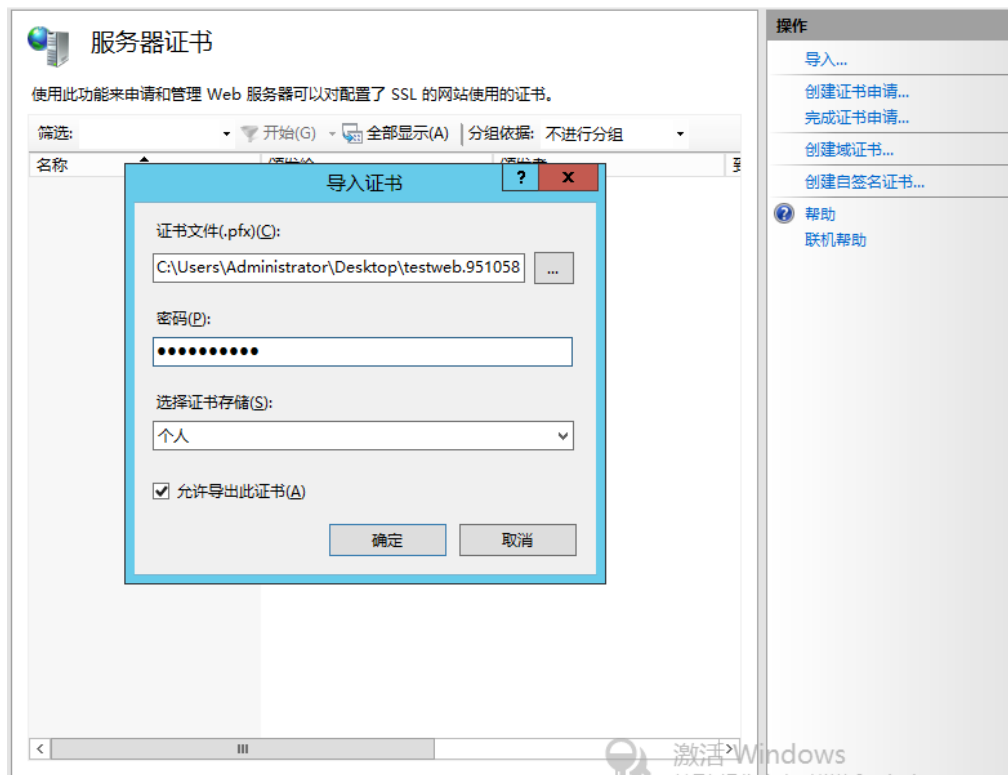 服务器证书
使用此功能来申请和管理 Web 服务器可以对配置了 SSL 的网站使用的证书。
筛选: 开始(G) 全部显示(A) 分组依据: 不进行分组
名称 颁发给 颁发者
导入证书 ? x
证书文件(.pfx)(C):
C:\Users\Administrator\Desktop\testweb.951058 ...
密码(P):
●●●●●●●●●●
选择证书存储(S):
个人
允许导出此证书(A)
确定 取消
操作
导入...
创建证书申请...
完成证书申请...
创建域证书...
创建自签名证书...
帮助
联机帮助
激活 Windows